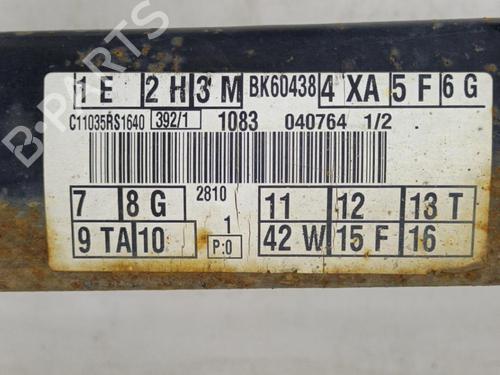 1 E 2 H 3 M BK60438 4 XA 5 F 6 G
C11035RS1640 392/1 1083 040764 1/2
7 8 G 2810 11 12 13 T
9 TA 10 1 P:0 42 W 15 F 16
B-PARTS